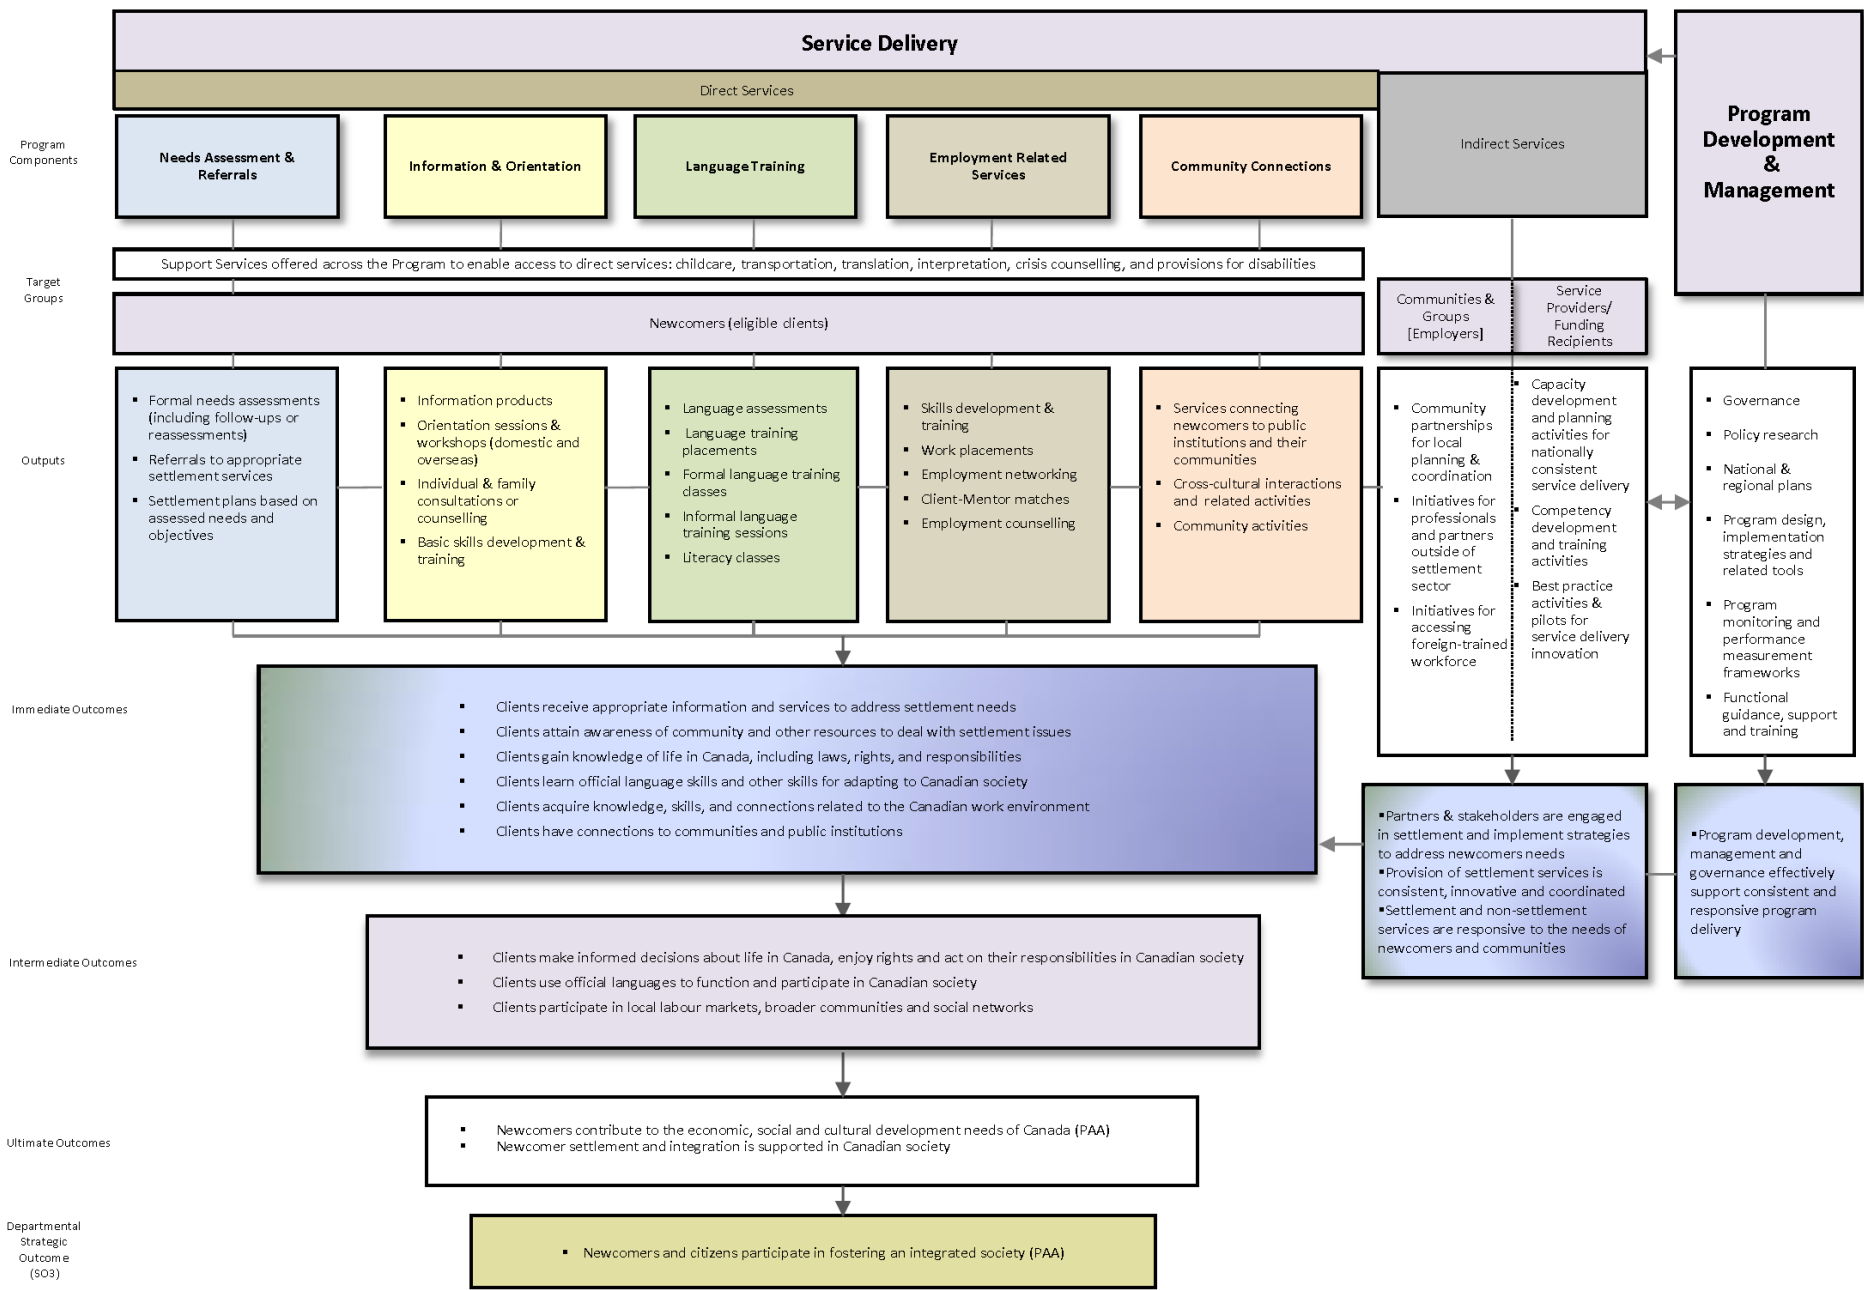 Service Delivery
Direct Services
Program
Components
Needs Assessment &
Referrals
Information & Orientation
Language Training
Employment Related
Services
Community Connections
Indirect Services
Program
Development
&
Management
Support Services offered across the Program to enable access to direct services: childcare, transportation, translation, interpretation, crisis counselling, and provisions for disabilities
Target
Groups
Newcomers (eligible clients)
Communities &
Groups
[Employers]
Service
Providers/
Funding
Recipients
Outputs
▪ Formal needs assessments
(including follow-ups or
reassessments)
▪ Referrals to appropriate
settlement services
▪ Settlement plans based on
assessed needs and
objectives
▪ Information products
▪ Orientation sessions &
workshops (domestic and
overseas)
▪ Individual & family
consultations or
counselling
▪ Basic skills development &
training
▪ Language assessments
▪ Language training
placements
▪ Formal language training
classes
▪ Informal language
training sessions
▪ Literacy classes
▪ Skills development &
training
▪ Work placements
▪ Employment networking
▪ Client-Mentor matches
▪ Employment counselling
▪ Services connecting
newcomers to public
institutions and their
communities
▪ Cross-cultural interactions
and related activities
▪ Community activities
▪ Community
partnerships
for local
planning &
coordination
▪ Initiatives for
professionals
and partners
outside of
settlement
sector
▪ Initiatives for
accessing
foreign-trained
workforce
▪ Capacity
development
and planning
activities for
nationally
consistent
service delivery
▪ Competency
development
and training
activities
▪ Best practice
activities &
pilots for
service delivery
innovation
▪ Governance
▪ Policy research
▪ National &
regional plans
▪ Program design,
implementation
strategies and
related tools
▪ Program
monitoring and
performance
measurement
frameworks
▪ Functional
guidance, support
and training
Immediate Outcomes
▪ Clients receive appropriate information and services to address settlement needs
▪ Clients attain awareness of community and other resources to deal with settlement issues
▪ Clients gain knowledge of life in Canada, including laws, rights, and responsibilities
▪ Clients learn official language skills and other skills for adapting to Canadian society
▪ Clients acquire knowledge, skills, and connections related to the Canadian work environment
▪ Clients have connections to communities and public institutions
▪Partners & stakeholders are engaged
in settlement and implement strategies
to address newcomers needs
▪Provision of settlement services is
consistent, innovative and coordinated
▪Settlement and non-settlement
services are responsive to the needs of
newcomers and communities
▪Program development,
management and
governance effectively
support consistent and
responsive program
delivery
Intermediate Outcomes
▪ Clients make informed decisions about life in Canada, enjoy rights and act on their responsibilities in Canadian society
▪ Clients use official languages to function and participate in Canadian society
▪ Clients participate in local labour markets, broader communities and social networks
Ultimate Outcomes
▪ Newcomers contribute to the economic, social and cultural development needs of Canada (PAA)
▪ Newcomer settlement and integration is supported in Canadian society
Departmental
Strategic
Outcome
(SO3)
▪ Newcomers and citizens participate in fostering an integrated society (PAA)